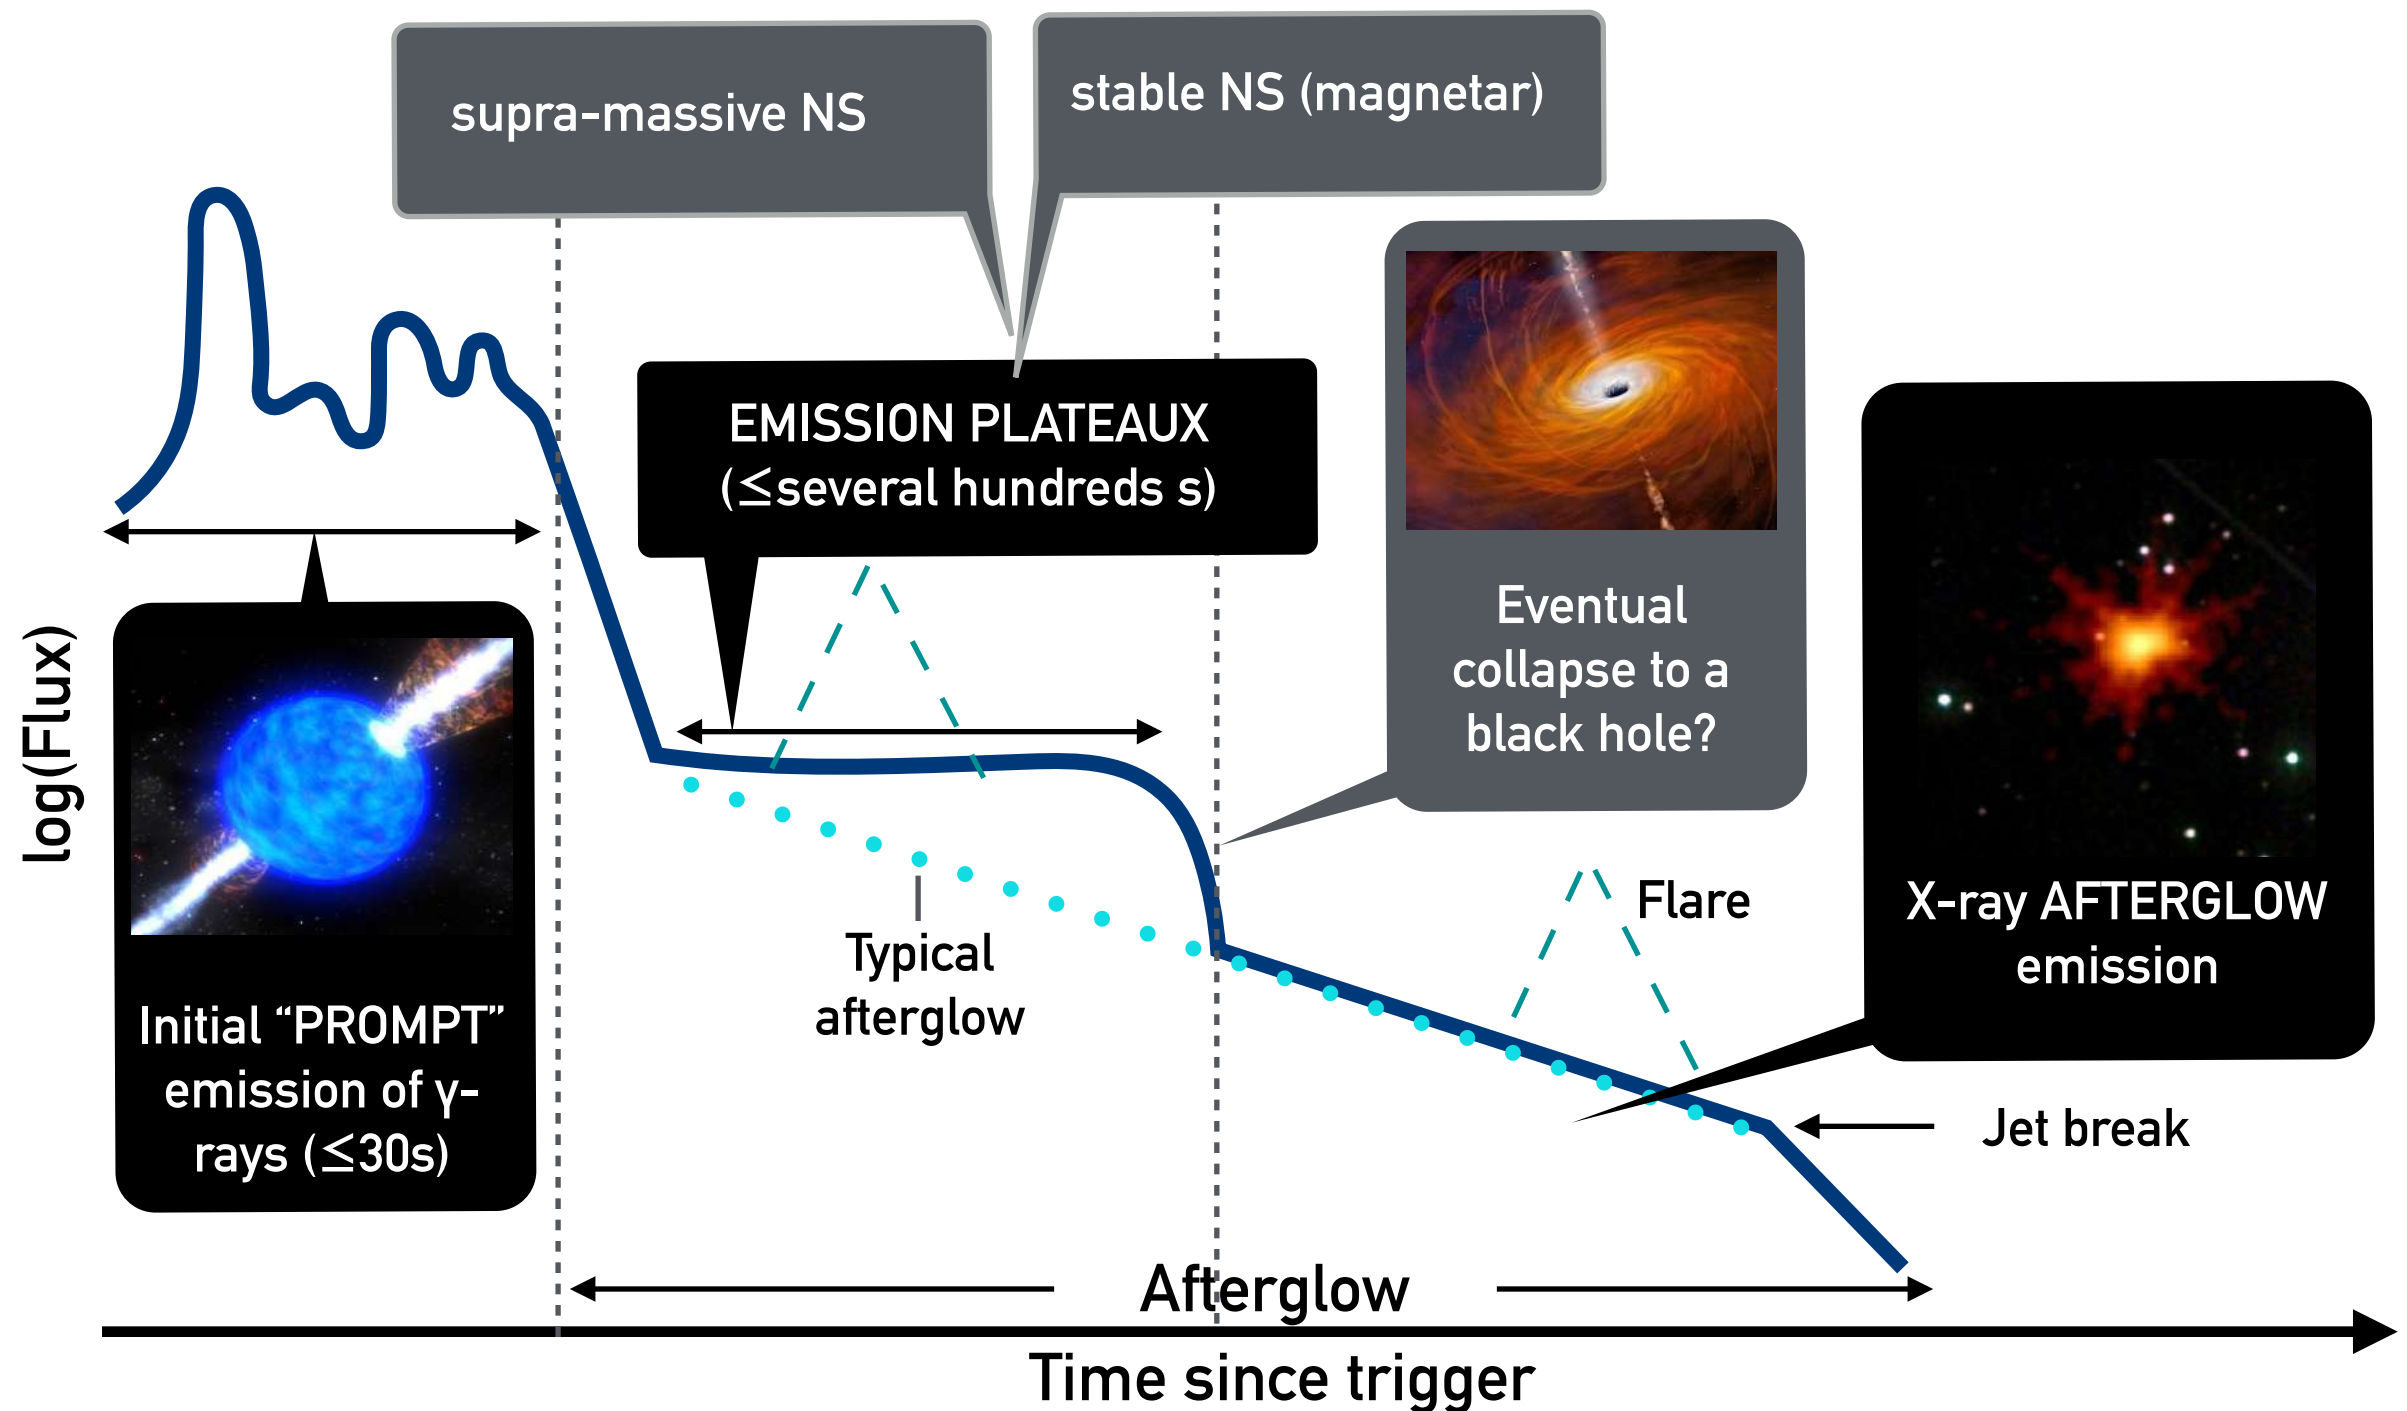 supra-massive NS
stable NS (magnetar)
EMISSION PLATEAUX
(≤several hundreds s)
Eventual
collapse to a
black hole?
log(Flux)
Initial “PROMPT”
emission of γ-
rays (≤30s)
Typical
afterglow
Flare
X-ray AFTERGLOW
emission
Jet break
Afterglow
Time since trigger